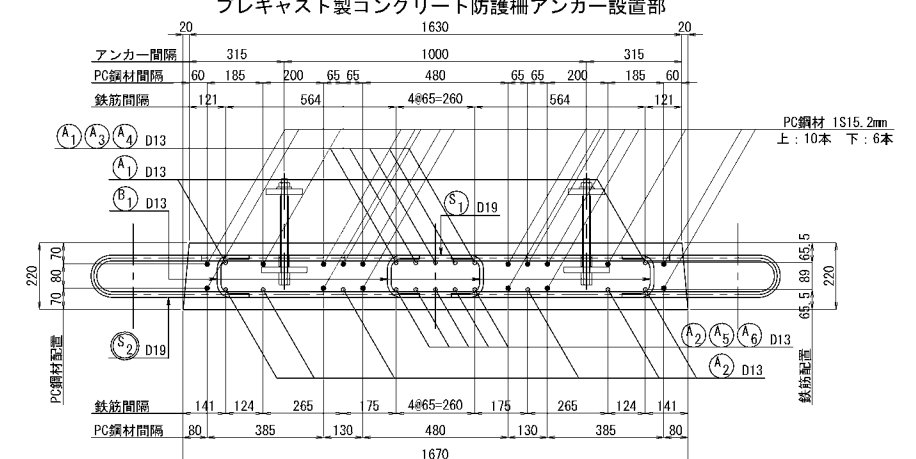 プレキャスト製コンクリート防護柵アンカー設置部
20 1630 20
アンカー間隔 315 1000 315
PC鋼材間隔 60 185 200 65 65 480 65 65 200 185 60
鉄筋間隔 121 564 4@65=260 564 121
PC鋼材 1S15.2mm
上:10本 下:6本
A1 A3 A4 D13
A1 D13
B1 D13
S1 D19
220 70 80 70
65.5 89 65.5 220
S2 D19
PC鋼材配置
鉄筋配置
A2 A5 A6 D13
A2 D13
鉄筋間隔 141 124 265 175 4@65=260 175 265 124 141
PC鋼材間隔 80 385 130 480 130 385 80
1670